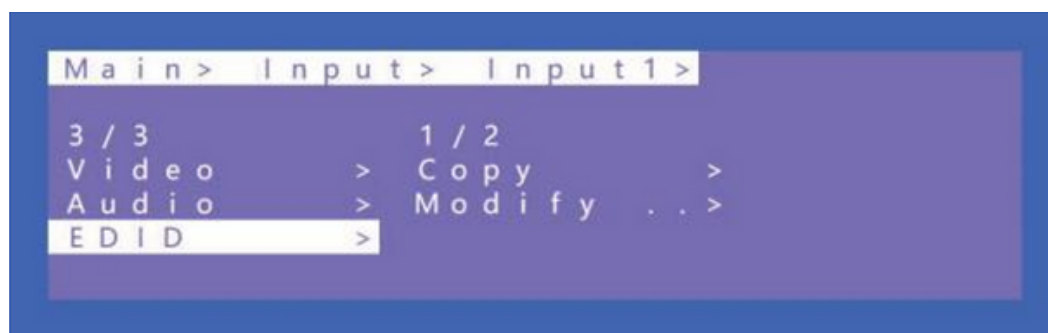 Main> Input> Input1>
3/3 1/2
Video > Copy >
Audio > Modify ..>
EDID >